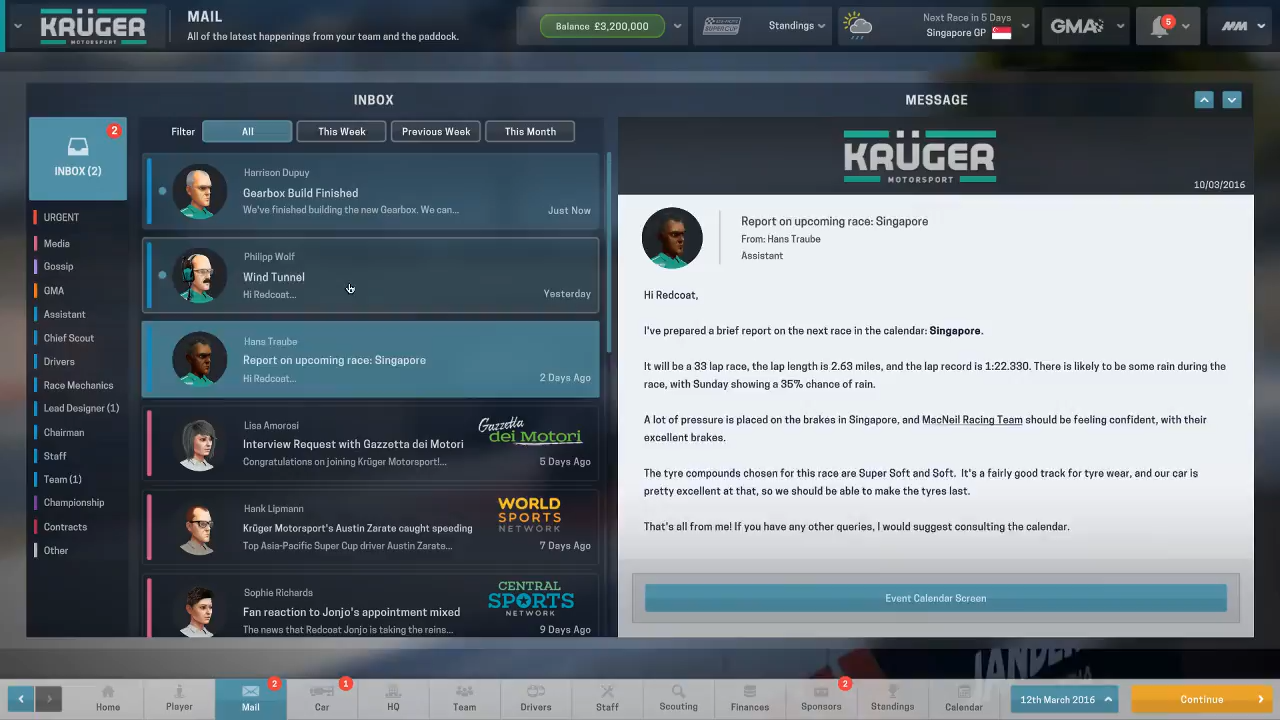 KRÜGER
MOTORSPORT
MAIL
All of the latest happenings from your team and the paddock.
Balance £3,200,000
Standings
Next Race in 5 Days
Singapore GP
GMA
5
INBOX
MESSAGE
2
INBOX (2)
URGENT
Media
Gossip
GMA
Assistant
Chief Scout
Drivers
Race Mechanics
Lead Designer (1)
Chairman
Staff
Team (1)
Championship
Contracts
Other
Filter
All
This Week
Previous Week
This Month
Harrison Dupuy
Gearbox Build Finished
We've finished building the new Gearbox. We can...
Just Now
Philipp Wolf
Wind Tunnel
Hi Redcoat...
Yesterday
Hans Traube
Report on upcoming race: Singapore
Hi Redcoat...
2 Days Ago
Lisa Amorosi
Interview Request with Gazzetta dei Motori
Congratulations on joining Krüger Motorsport!...
Gazzetta
dei Motori
5 Days Ago
Hank Lipmann
Krüger Motorsport's Austin Zarate caught speeding
Top Asia-Pacific Super Cup driver Austin Zarate...
WORLD
SPORTS
NETWORK
7 Days Ago
Sophie Richards
Fan reaction to Jonjo's appointment mixed
The news that Redcoat Jonjo is taking the reins...
CENTRAL
SPORTS
NETWORK
9 Days Ago
KRÜGER
MOTORSPORT
10/03/2016
Report on upcoming race: Singapore
From: Hans Traube
Assistant
Hi Redcoat,
I've prepared a brief report on the next race in the calendar: Singapore.
It will be a 33 lap race, the lap length is 2.63 miles, and the lap record is 1:22.330. There is likely to be some rain during the
race, with Sunday showing a 35% chance of rain.
A lot of pressure is placed on the brakes in Singapore, and MacNeil Racing Team should be feeling confident, with their
excellent brakes.
The tyre compounds chosen for this race are Super Soft and Soft. It's a fairly good track for tyre wear, and our car is
pretty excellent at that, so we should be able to make the tyres last.
That's all from me! If you have any other queries, I would suggest consulting the calendar.
Event Calendar Screen
Home
Player
Mail
2
Car
1
HQ
Team
Drivers
Staff
Scouting
Finances
Sponsors
2
Standings
Calendar
12th March 2016
Continue